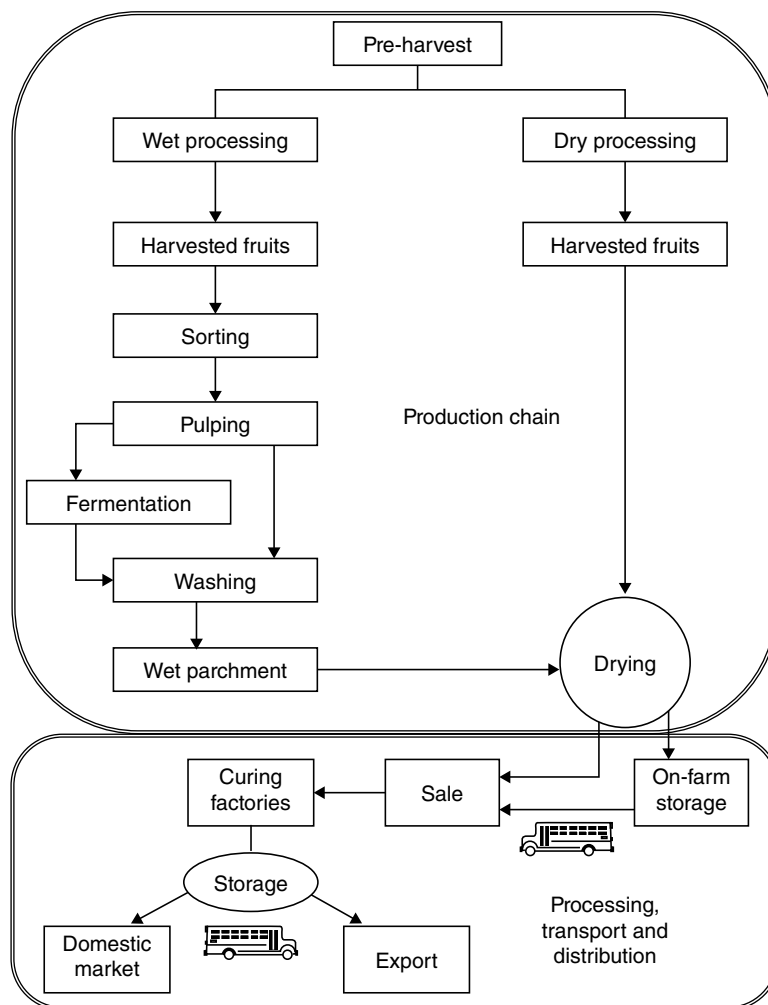 Pre-harvest
Wet processing
Dry processing
Harvested fruits
Harvested fruits
Sorting
Pulping
Production chain
Fermentation
Washing
Wet parchment
Drying
Curing
factories
Sale
On-farm
storage
Storage
Domestic
market
Export
Processing,
transport and
distribution